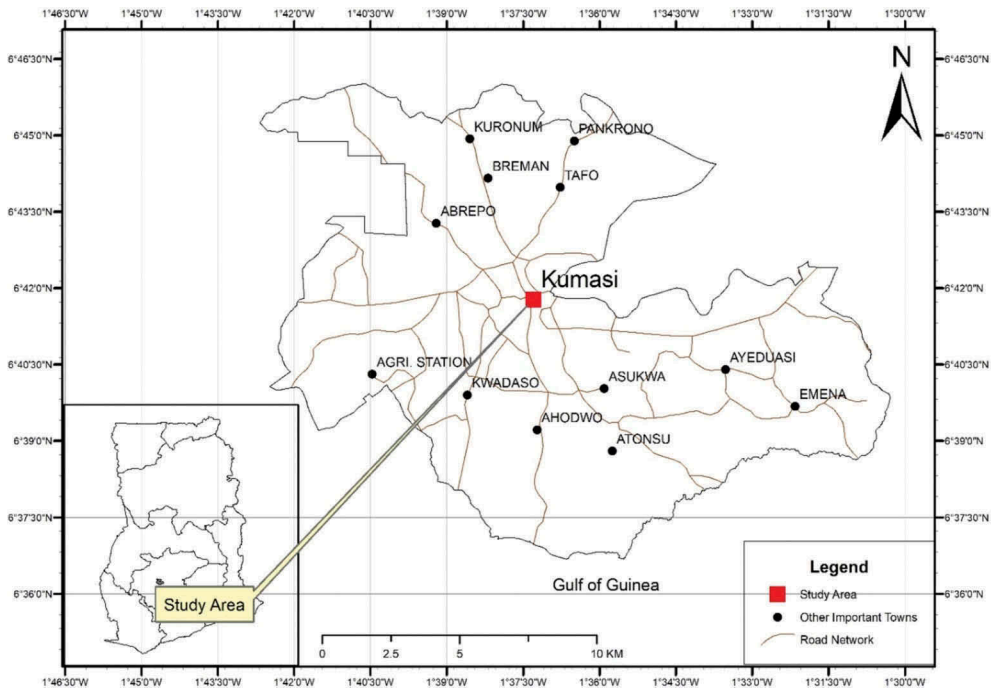 1°46'30"N 1°45'0"N 1°43'30"N 1°42'0"N 1°40'30"N 1°39'0"N 1°37'30"N 1°36'0"N 1°34'30"N 1°33'0"N 1°31'30"N 1°30'0"N
6°46'30"N 6°46'30"N
N
6°45'0"N 6°45'0"N
KURONUM
PANKRONO
BREMAN
TAFO
6°43'30"N 6°43'30"N
ABREPO
6°42'0"N 6°42'0"N
Kumasi
6°40'30"N 6°40'30"N
AGRI. STATION
AYEDUASI
KWADASO
ASUKWA
EMENA
AHODWO
6°39'0"N 6°39'0"N
ATONSU
6°37'30"N 6°37'30"N
Gulf of Guinea
6°36'0"N 6°36'0"N
Study Area
Legend
Study Area
Other Important Towns
Road Network
0 2.5 5 10 KM
1°46'30"N 1°45'0"N 1°43'30"N 1°42'0"N 1°40'30"N 1°39'0"N 1°37'30"N 1°36'0"N 1°34'30"N 1°33'0"N 1°31'30"N 1°30'0"N